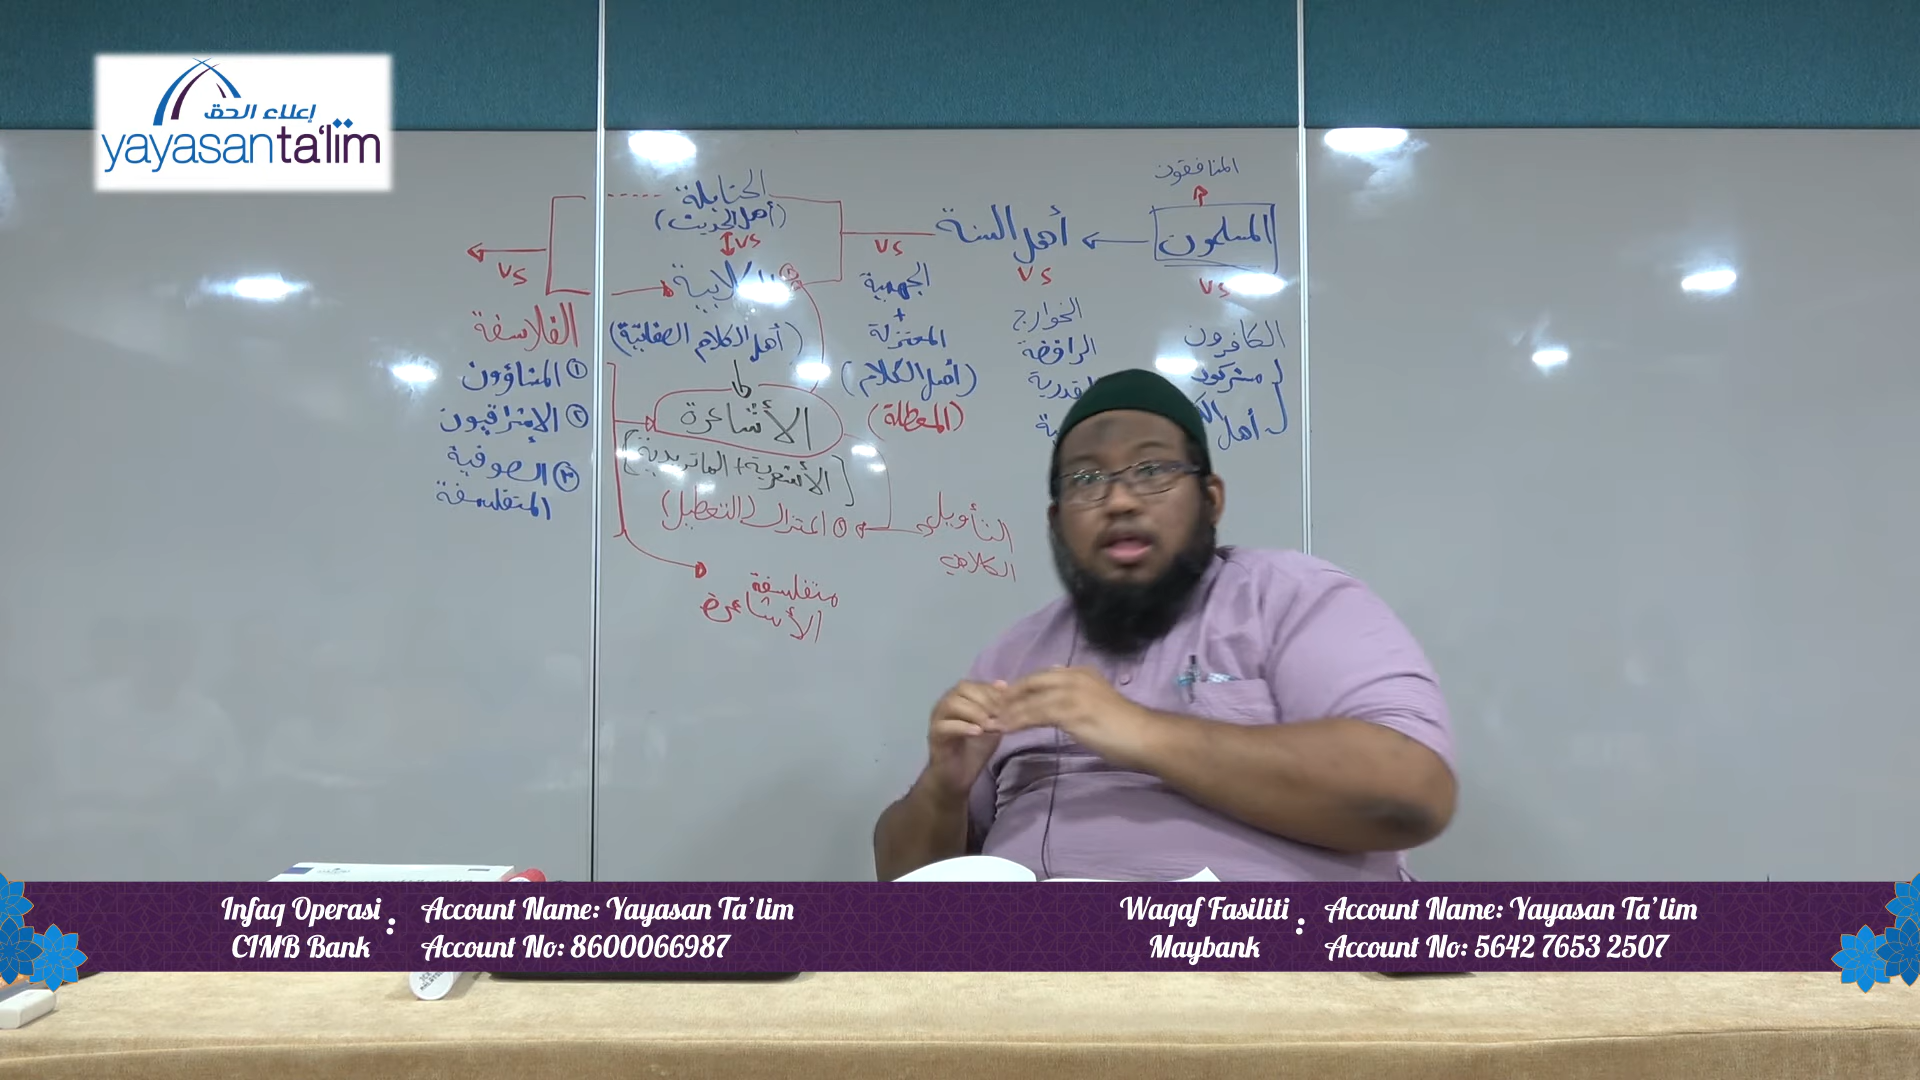 إعلاء الحق
yayasanta'lim
المنافقون
المسلمون
vs
الكافرون
مشركون
أهل
أهل السنة
vs
الخوارج
الرافضة
القدرية
vs
الجهمية
+
المعتزلة
(أهل الكلام)
(المعطلة)
الحنابلة
(أهل الحديث)
vs
الكلابية
(أهل الكلام الصفاتية)
الأشاعرة
[الأشعرية + الماتريدية]
① اعتزال (التعطيل)
التأويل
الكلامي
متفلسفة
الأشاعرة
vs
الفلاسفة
① المشاؤون
② الإشراقيون
③ الصوفية
المتفلسفة
Infaq Operasi : Account Name: Yayasan Ta'lim
CIMB Bank Account No: 8600066987
Waqaf Fasiliti : Account Name: Yayasan Ta'lim
Maybank Account No: 5642 7653 2507